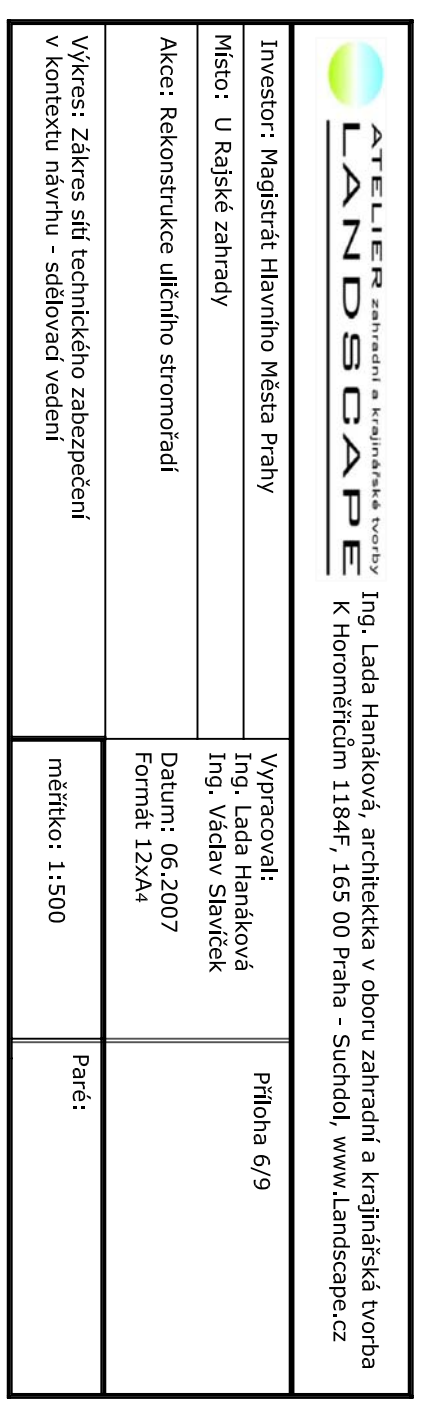 ATELIER zahradní a krajinářské tvorby
LANDSCAPE
Ing. Lada Hanáková, architektka v oboru zahradní a krajinářská tvorba
K Horoměřicům 1184F, 165 00 Praha - Suchdol, www.Landscape.cz
Investor: Magistrát Hlavního Města Prahy
Místo: U Rajské zahrady
Akce: Rekonstrukce uličního stromořadí
Vypracoval:
Ing. Lada Hanáková
Ing. Václav Slavíček
Datum: 06.2007
Formát 12xA4
Příloha 6/9
Výkres: Zákres sítí technického zabezpečení
v kontextu návrhu - sdělovací vedení
měřítko: 1:500
Paré: